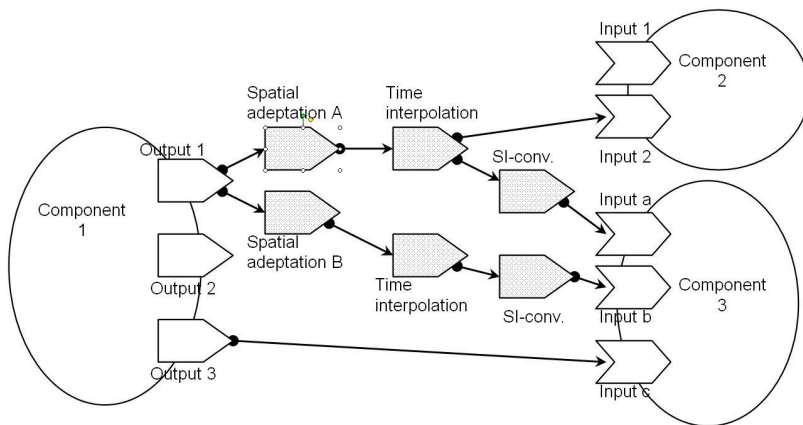 Input 1
Component
2
Spatial
adeptation A
Time
interpolation
Output 1
Input 2
SI-conv.
Component
1
Input a
Spatial
adeptation B
Output 2
Time
interpolation
Component
3
SI-conv.
Input b
Output 3
Input c